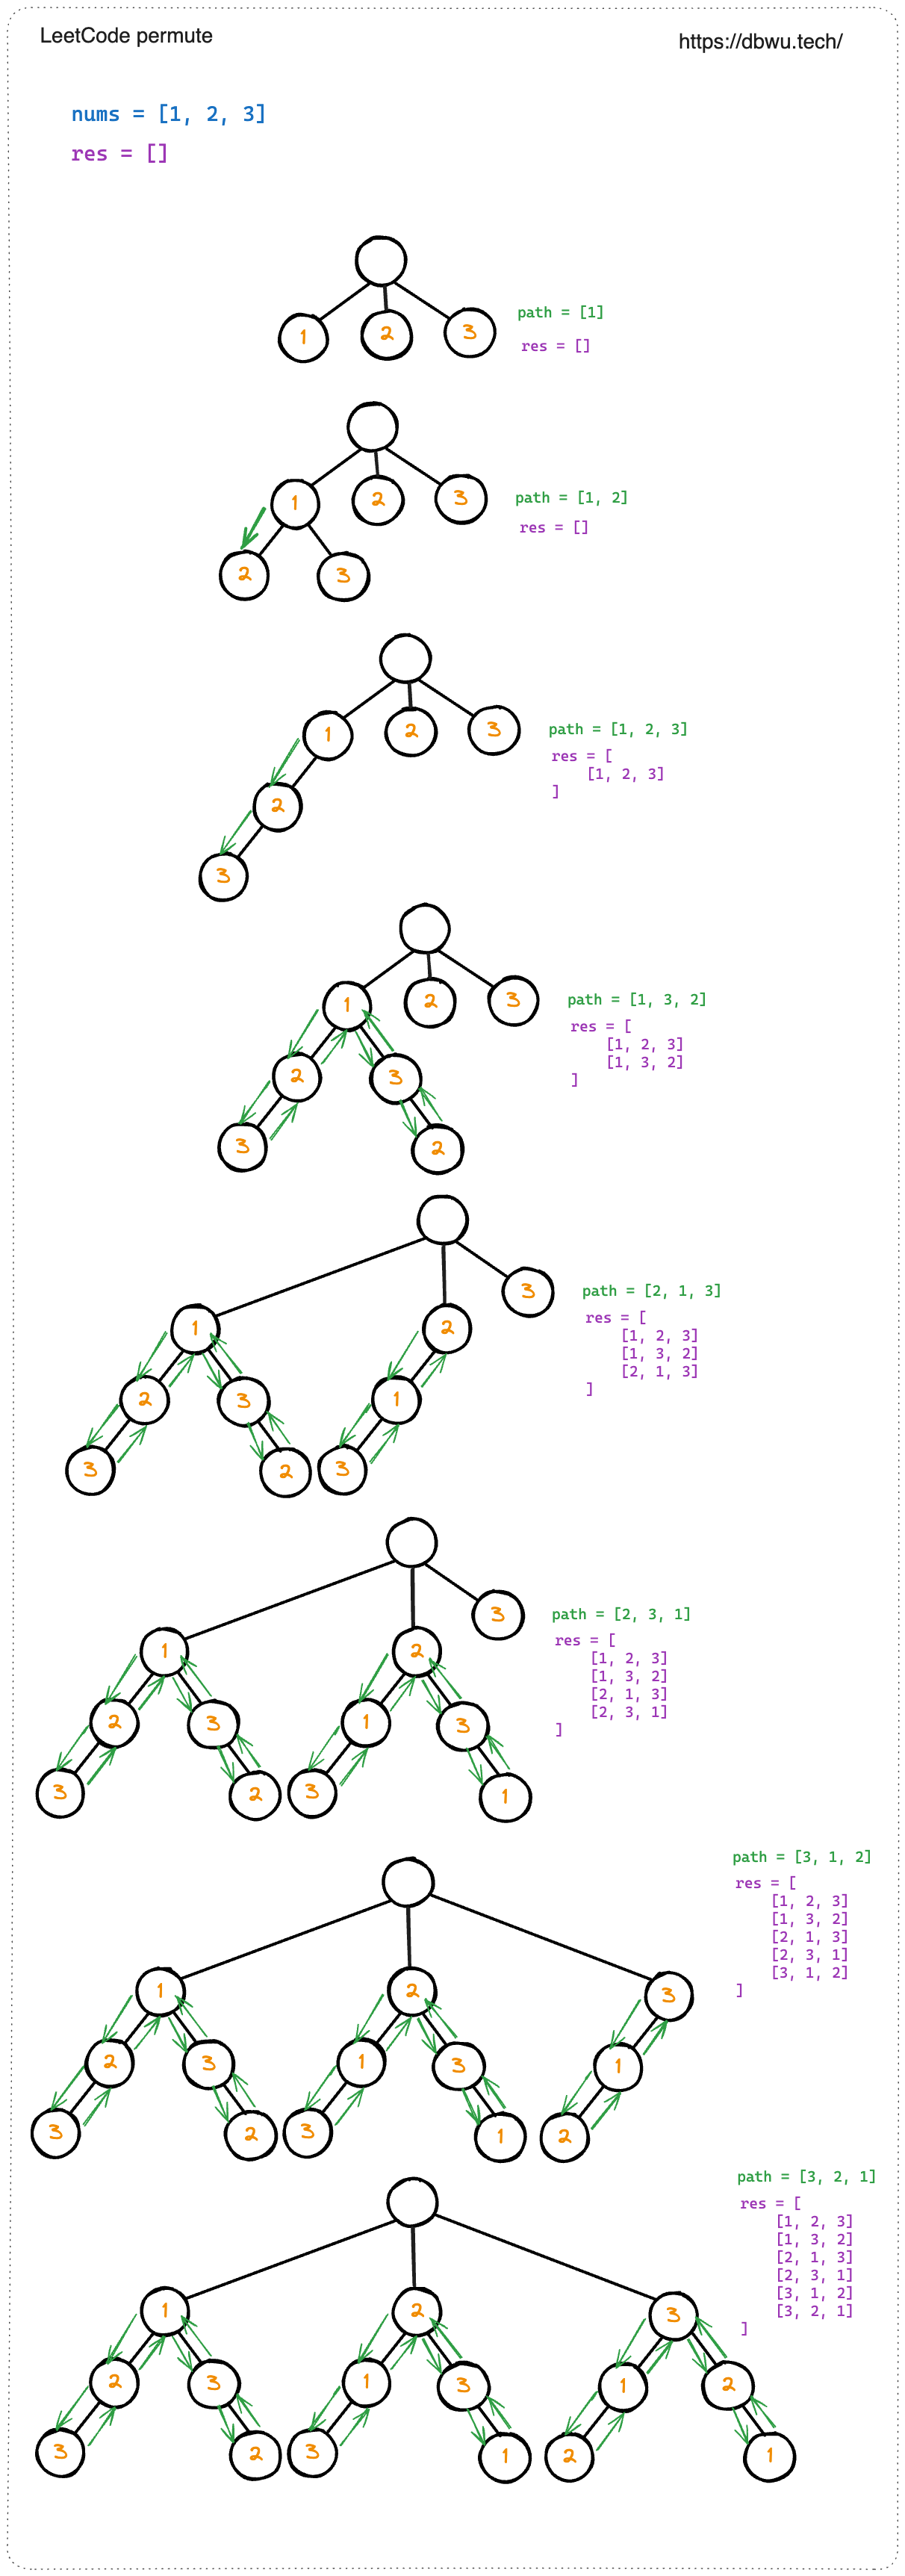 LeetCode permute
https://dbwu.tech/
nums = [1, 2, 3]
res = []
1 2 3
path = [1]
res = []
1 2 3
2 3
path = [1, 2]
res = []
1 2 3
2
3
path = [1, 2, 3]
res = [
[1, 2, 3]
]
1 2 3
2 3
3 2
path = [1, 3, 2]
res = [
[1, 2, 3]
[1, 3, 2]
]
3
1 2
2 3 1
3 2 3
path = [2, 1, 3]
res = [
[1, 2, 3]
[1, 3, 2]
[2, 1, 3]
]
3
1 2
2 3 1 3
3 2 3 1
path = [2, 3, 1]
res = [
[1, 2, 3]
[1, 3, 2]
[2, 1, 3]
[2, 3, 1]
]
path = [3, 1, 2]
res = [
[1, 2, 3]
[1, 3, 2]
[2, 1, 3]
[2, 3, 1]
[3, 1, 2]
]
1 2 3
2 3 1 3 1
3 2 3 1 2
path = [3, 2, 1]
res = [
[1, 2, 3]
[1, 3, 2]
[2, 1, 3]
[2, 3, 1]
[3, 1, 2]
[3, 2, 1]
]
1 2 3
2 3 1 3 1 2
3 2 3 1 2 1